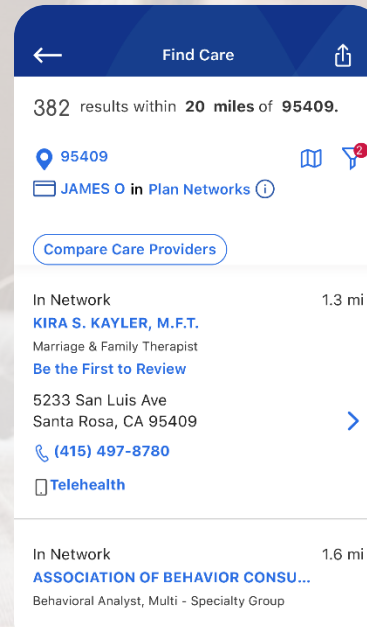 Find Care
382 results within 20 miles of 95409.
95409
2
JAMES O in Plan Networks i
Compare Care Providers
In Network 1.3 mi
KIRA S. KAYLER, M.F.T.
Marriage & Family Therapist
Be the First to Review
5233 San Luis Ave
Santa Rosa, CA 95409
(415) 497-8780
Telehealth
In Network 1.6 mi
ASSOCIATION OF BEHAVIOR CONSU...
Behavioral Analyst, Multi - Specialty Group